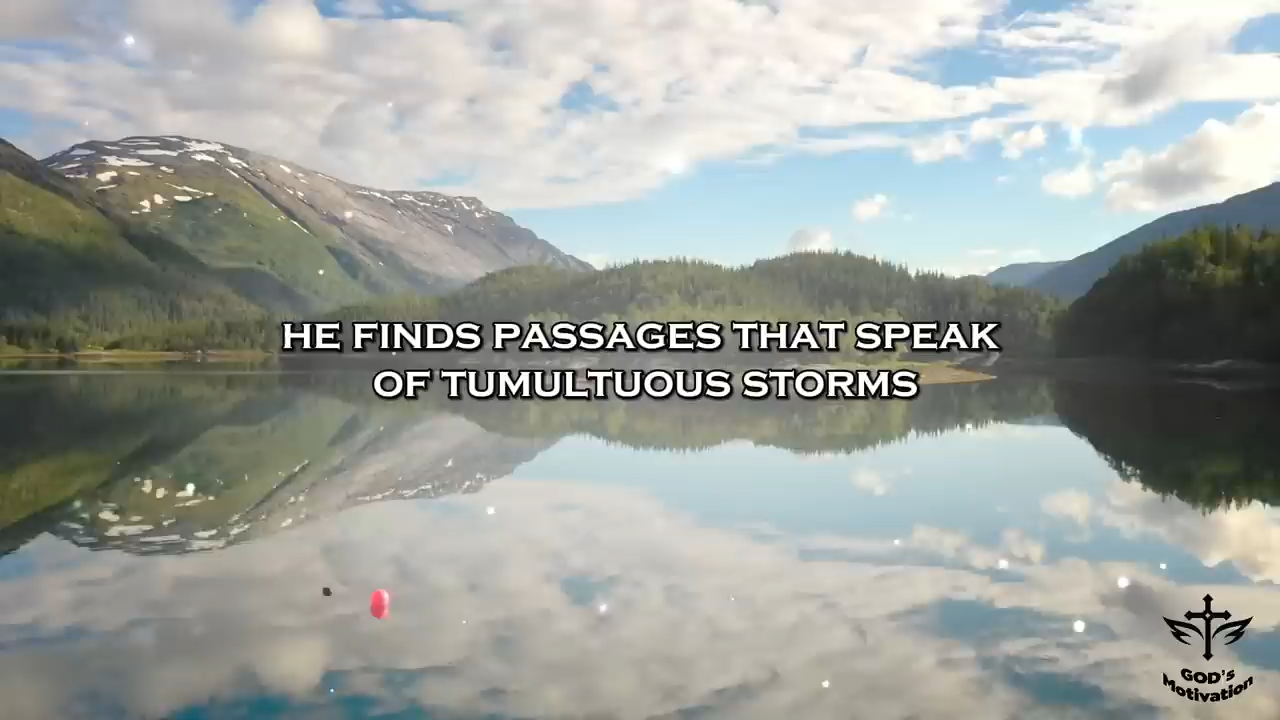 HE FINDS PASSAGES THAT SPEAK
OF TUMULTUOUS STORMS
GOD's
Motivation